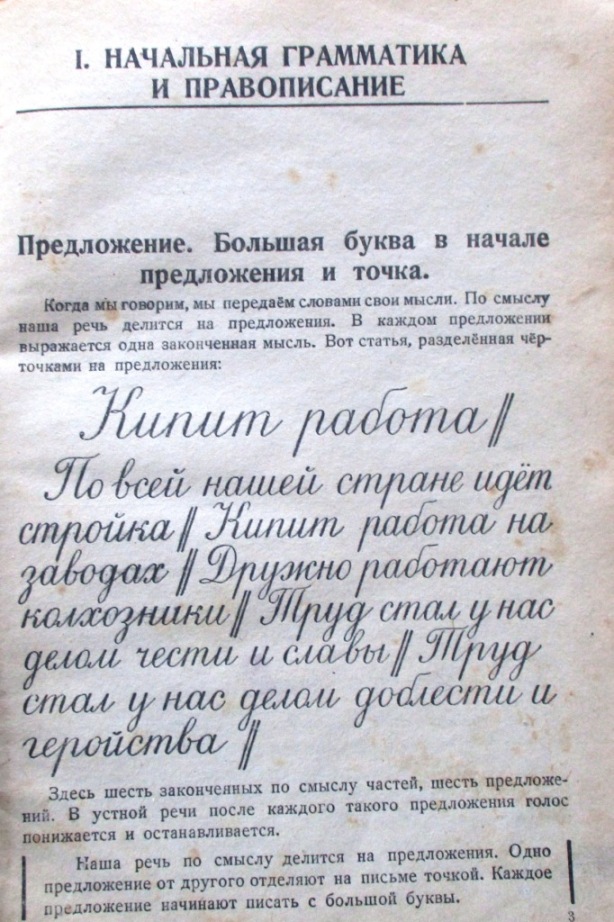 I. НАЧАЛЬНАЯ ГРАММАТИКА
И ПРАВОПИСАНИЕ
Предложение. Большая буква в начале
предложения и точка.
Когда мы говорим, мы передаём словами свои мысли. По смыслу
наша речь делится на предложения. В каждом предложении
выражается одна законченная мысль. Вот статья, разделённая чёр-
точками на предложения:
Кипит работа ||
По всей нашей стране идёт
стройка || Кипит работа на
заводах || Дружно работают
колхозники || Труд стал у нас
делом чести и славы || Труд
стал у нас делом доблести и
геройства ||
Здесь шесть законченных по смыслу частей, шесть предложе-
ний. В устной речи после каждого такого предложения голос
понижается и останавливается.
Наша речь по смыслу делится на предложения. Одно
предложение от другого отделяют на письме точкой. Каждое
предложение начинают писать с большой буквы.
3